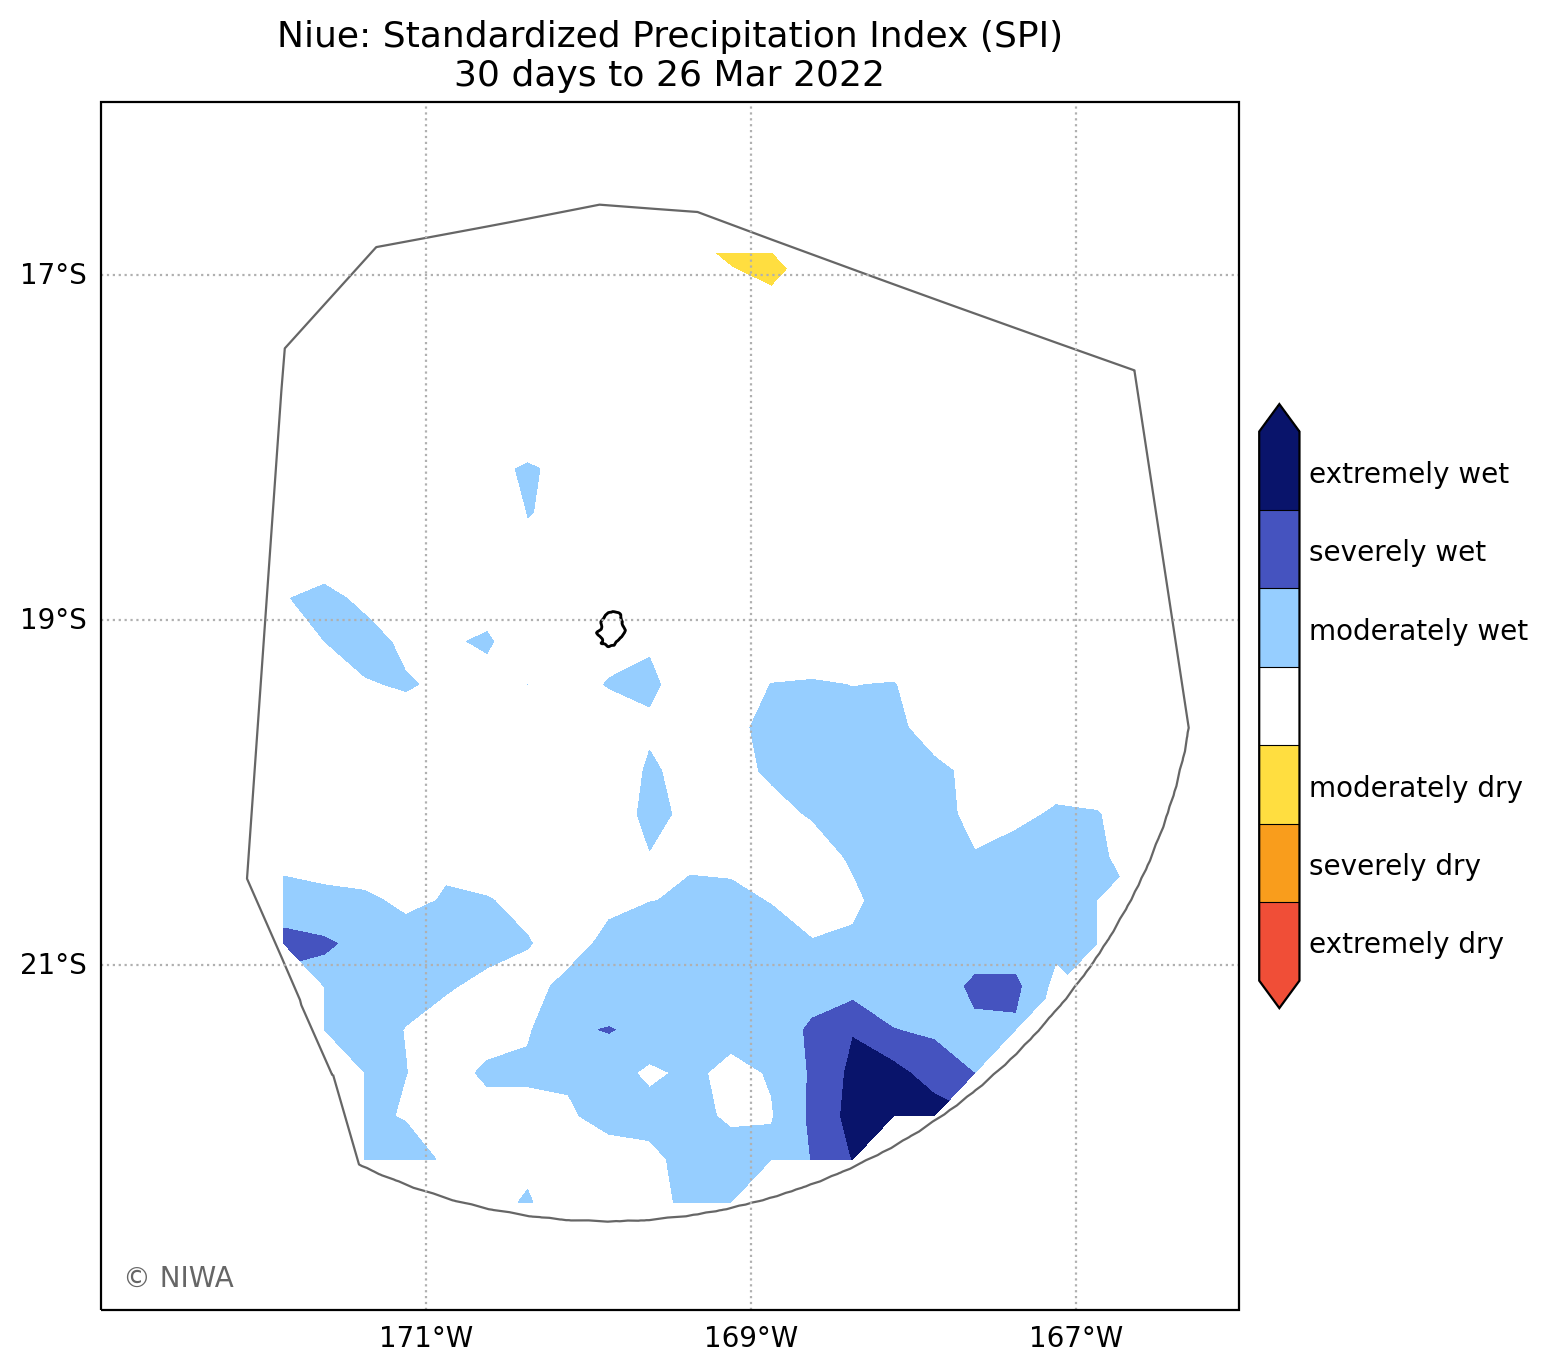 Niue: Standardized Precipitation Index (SPI)
30 days to 26 Mar 2022
17°S
19°S
21°S
171°W
169°W
167°W
extremely wet
severely wet
moderately wet
moderately dry
severely dry
extremely dry
© NIWA